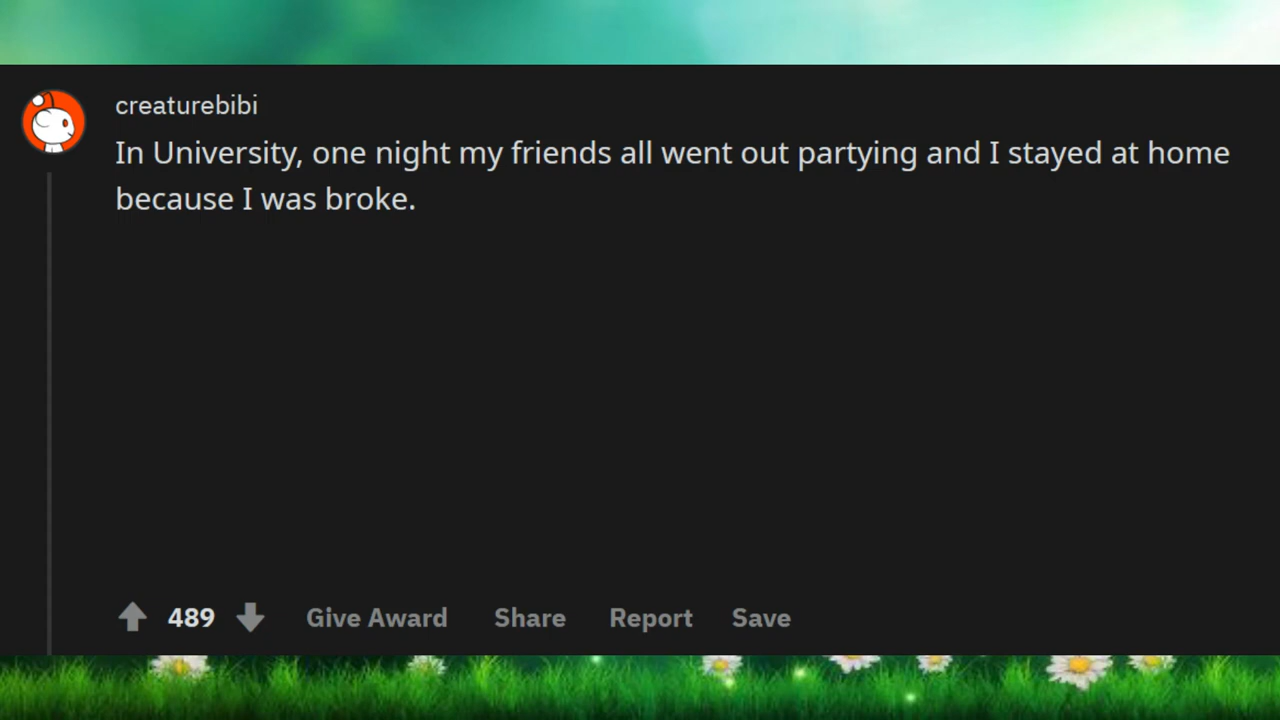 creaturebibi
In University, one night my friends all went out partying and I stayed at home
because I was broke.
489 Give Award Share Report Save